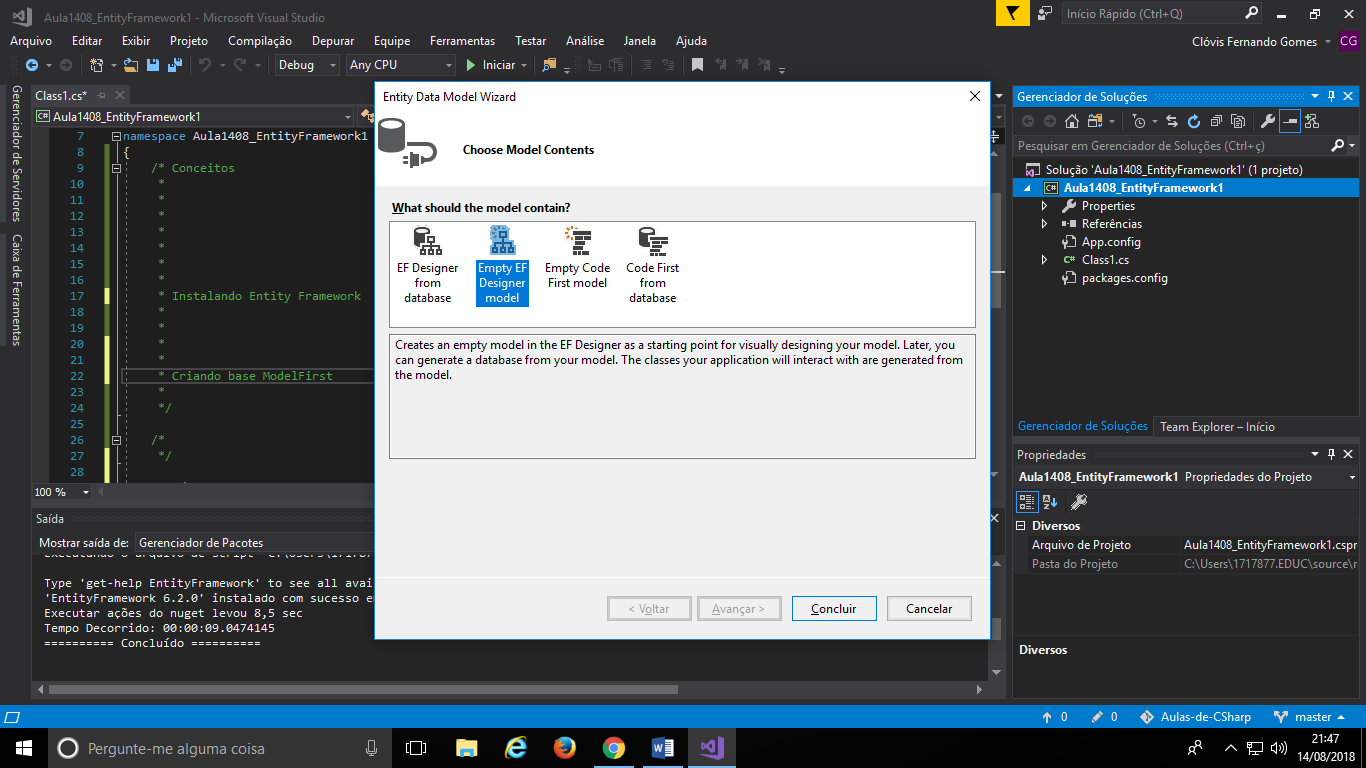 Aula1408_EntityFramework1 - Microsoft Visual Studio
Início Rápido (Ctrl+Q)
Arquivo Editar Exibir Projeto Compilação Depurar Equipe Ferramentas Testar Análise Janela Ajuda
Clóvis Fernando Gomes CG
Debug Any CPU Iniciar
Gerenciador de Servidores
Caixa de Ferramentas
Class1.cs*
Aula1408_EntityFramework1
7 namespace Aula1408_EntityFramework1
8 {
9 /* Conceitos
10 *
11 *
12 *
13 *
14 *
15 *
16 *
17 * Instalando Entity Framework
18 *
19 *
20 *
21 *
22 * Criando base ModelFirst
23 *
24 */
25
26 /*
27 */
28
100 %
Saída
Mostrar saída de: Gerenciador de Pacotes
Type 'get-help EntityFramework' to see all avai
'EntityFramework 6.2.0' instalado com sucesso e
Executar ações do nuget levou 8,5 sec
Tempo Decorrido: 00:00:09.0474145
========== Concluído ==========
Entity Data Model Wizard
Choose Model Contents
What should the model contain?
EF Designer
from
database
Empty EF
Designer
model
Empty Code
First model
Code First
from
database
Creates an empty model in the EF Designer as a starting point for visually designing your model. Later, you
can generate a database from your model. The classes your application will interact with are generated from
the model.
< Voltar Avançar > Concluir Cancelar
Gerenciador de Soluções
Pesquisar em Gerenciador de Soluções (Ctrl+ç)
Solução 'Aula1408_EntityFramework1' (1 projeto)
C# Aula1408_EntityFramework1
Properties
Referências
App.config
C# Class1.cs
packages.config
Gerenciador de Soluções Team Explorer – Início
Propriedades
Aula1408_EntityFramework1 Propriedades do Projeto
Diversos
Arquivo de Projeto Aula1408_EntityFramework1.cspr
Pasta do Projeto C:\Users\1717877.EDUC\source\r
Diversos
0 0 Aulas-de-CSharp master
Pergunte-me alguma coisa
21:47
14/08/2018